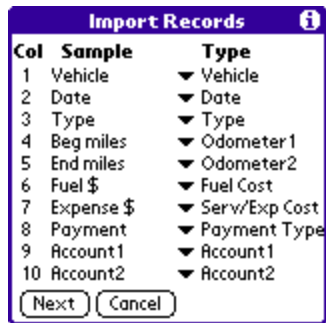 Import Records i
Col Sample Type
1 Vehicle Vehicle
2 Date Date
3 Type Type
4 Beg miles Odometer1
5 End miles Odometer2
6 Fuel $ Fuel Cost
7 Expense $ Serv/Exp Cost
8 Payment Payment Type
9 Account1 Account1
10 Account2 Account2
Next Cancel